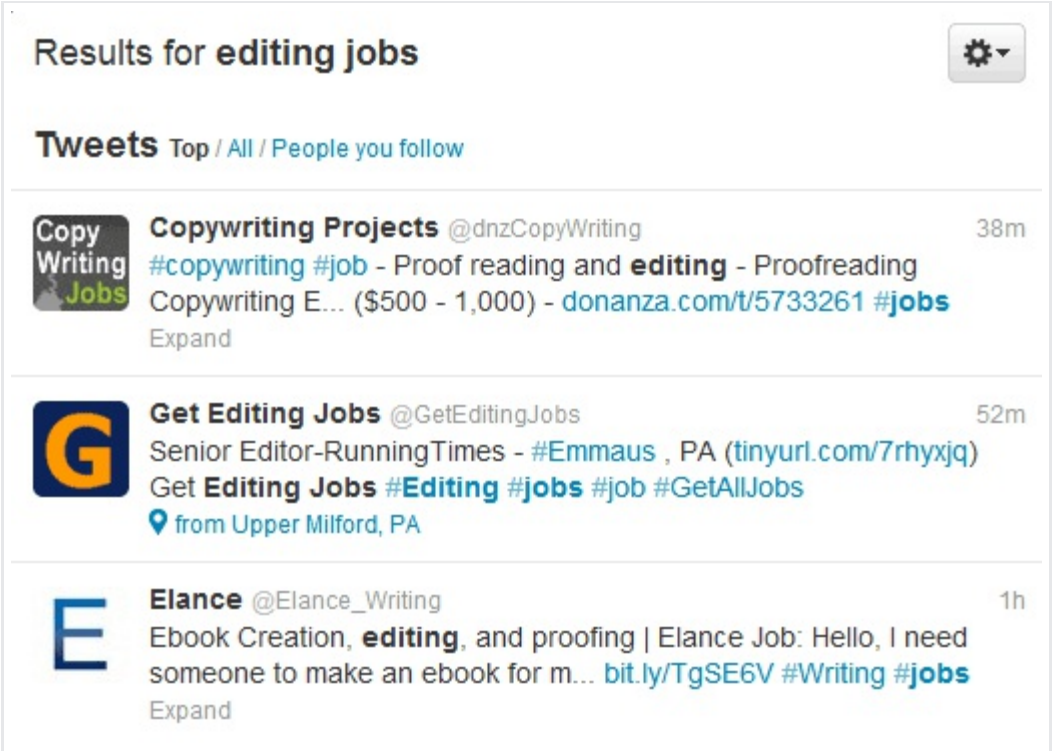 Results for editing jobs
Tweets Top / All / People you follow
Copy
Writing
Jobs
Copywriting Projects @dnzCopyWriting 38m
#copywriting #job - Proof reading and editing - Proofreading
Copywriting E... ($500 - 1,000) - donanza.com/t/5733261 #jobs
Expand
G
Get Editing Jobs @GetEditingJobs 52m
Senior Editor-RunningTimes - #Emmaus , PA (tinyurl.com/7rhyxjq)
Get Editing Jobs #Editing #jobs #job #GetAllJobs
from Upper Milford, PA
E
Elance @Elance_Writing 1h
Ebook Creation, editing, and proofing | Elance Job: Hello, I need
someone to make an ebook for m... bit.ly/TgSE6V #Writing #jobs
Expand